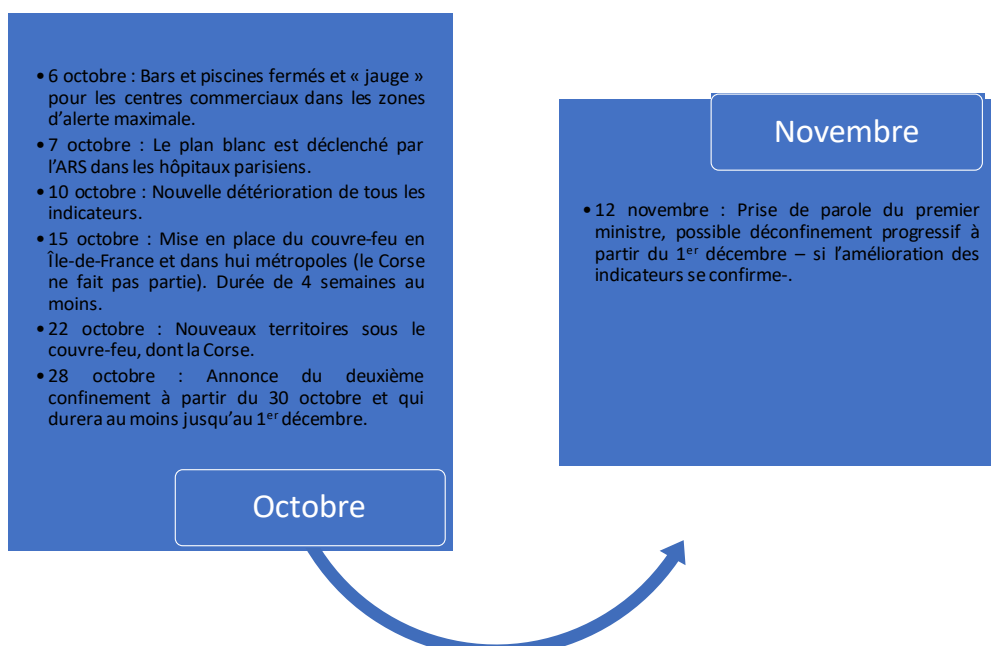 • 6 octobre : Bars et piscines fermés et « jauge »
pour les centres commerciaux dans les zones
d’alerte maximale.
• 7 octobre : Le plan blanc est déclenché par
l’ARS dans les hôpitaux parisiens.
• 10 octobre : Nouvelle détérioration de tous les
indicateurs.
• 15 octobre : Mise en place du couvre-feu en
Île-de-France et dans hui métropoles (le Corse
ne fait pas partie). Durée de 4 semaines au
moins.
• 22 octobre : Nouveaux territoires sous le
couvre-feu, dont la Corse.
• 28 octobre : Annonce du deuxième
confinement à partir du 30 octobre et qui
durera au moins jusqu’au 1er décembre.
Octobre
Novembre
• 12 novembre : Prise de parole du premier
ministre, possible déconfinement progressif à
partir du 1er décembre – si l’amélioration des
indicateurs se confirme-.